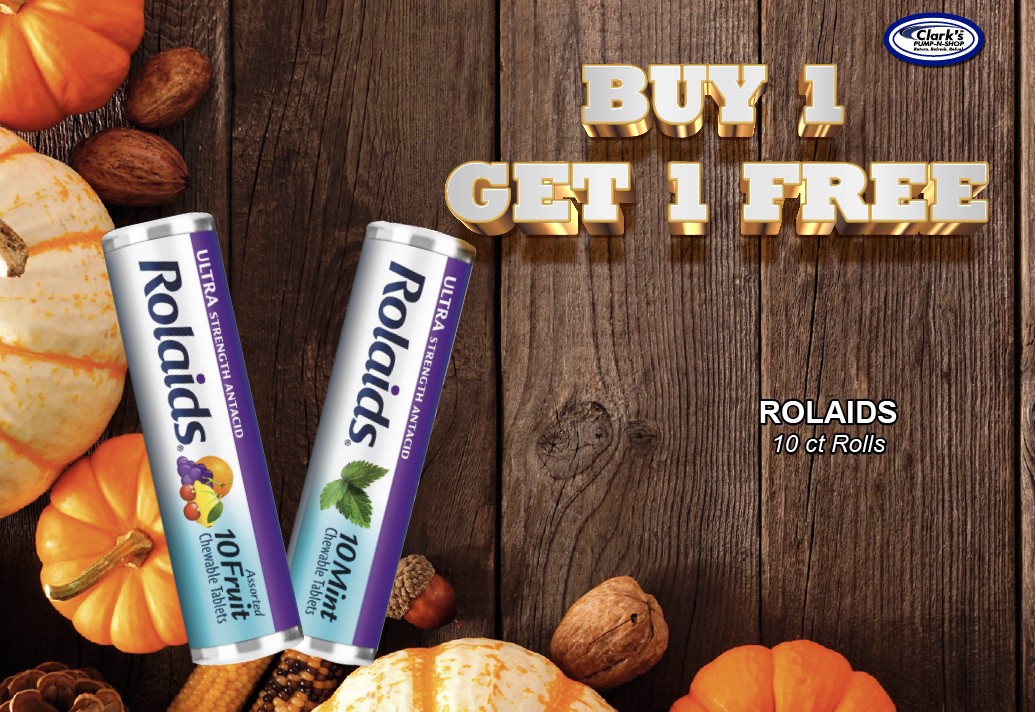 Clark's
PUMP-N-SHOP
BUY 1
GET 1 FREE
ULTRA STRENGTH ANTACID
Rolaids®
10 Assorted Fruit
Chewable Tablets
ULTRA STRENGTH ANTACID
Rolaids®
10 Mint
Chewable Tablets
ROLAIDS
10 ct Rolls